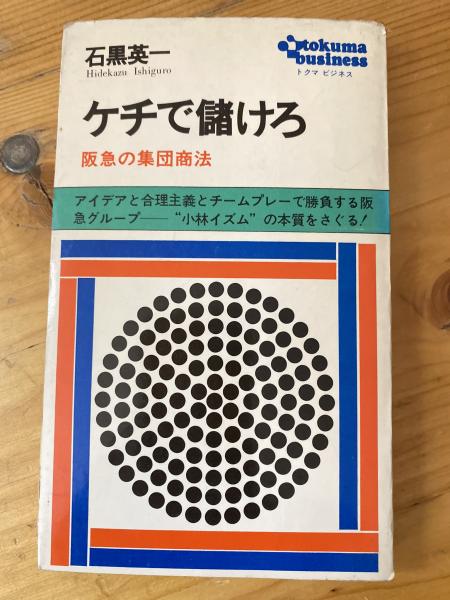 石黒英一
Hidekazu Ishiguro
tokuma
business
トクマ ビジネス
ケチで儲けろ
阪急の集団商法
アイデアと合理主義とチームプレーで勝負する阪
急グループ――“小林イズム”の本質をさぐる!